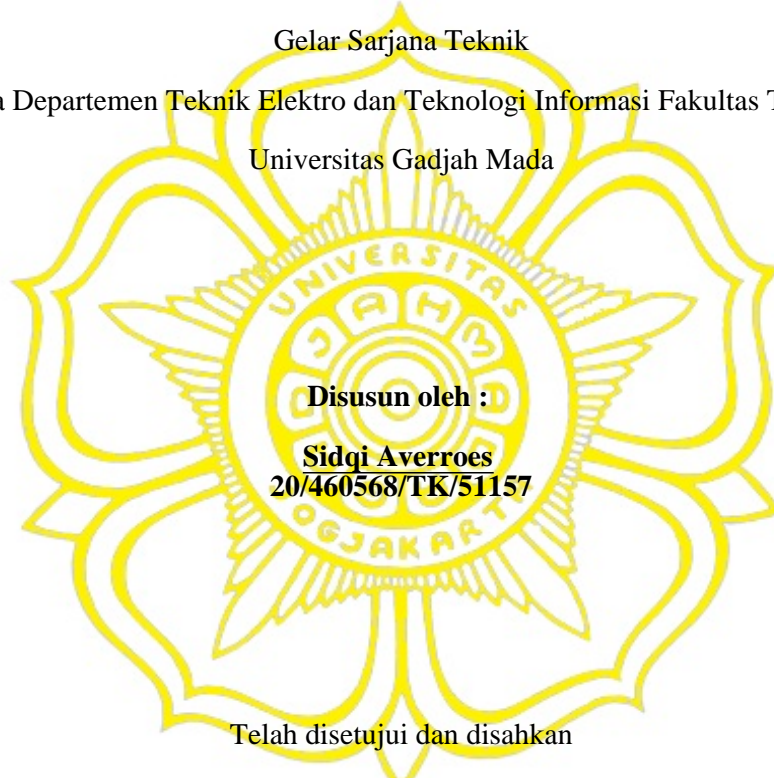 Gelar Sarjana Teknik
Departemen Teknik Elektro dan Teknologi Informasi Fakultas
Universitas Gadjah Mada
UNIVERSITAS
Disusun oleh :
Sidqi Averroes
20/460568/TK/51157
Telah disetujui dan disahkan